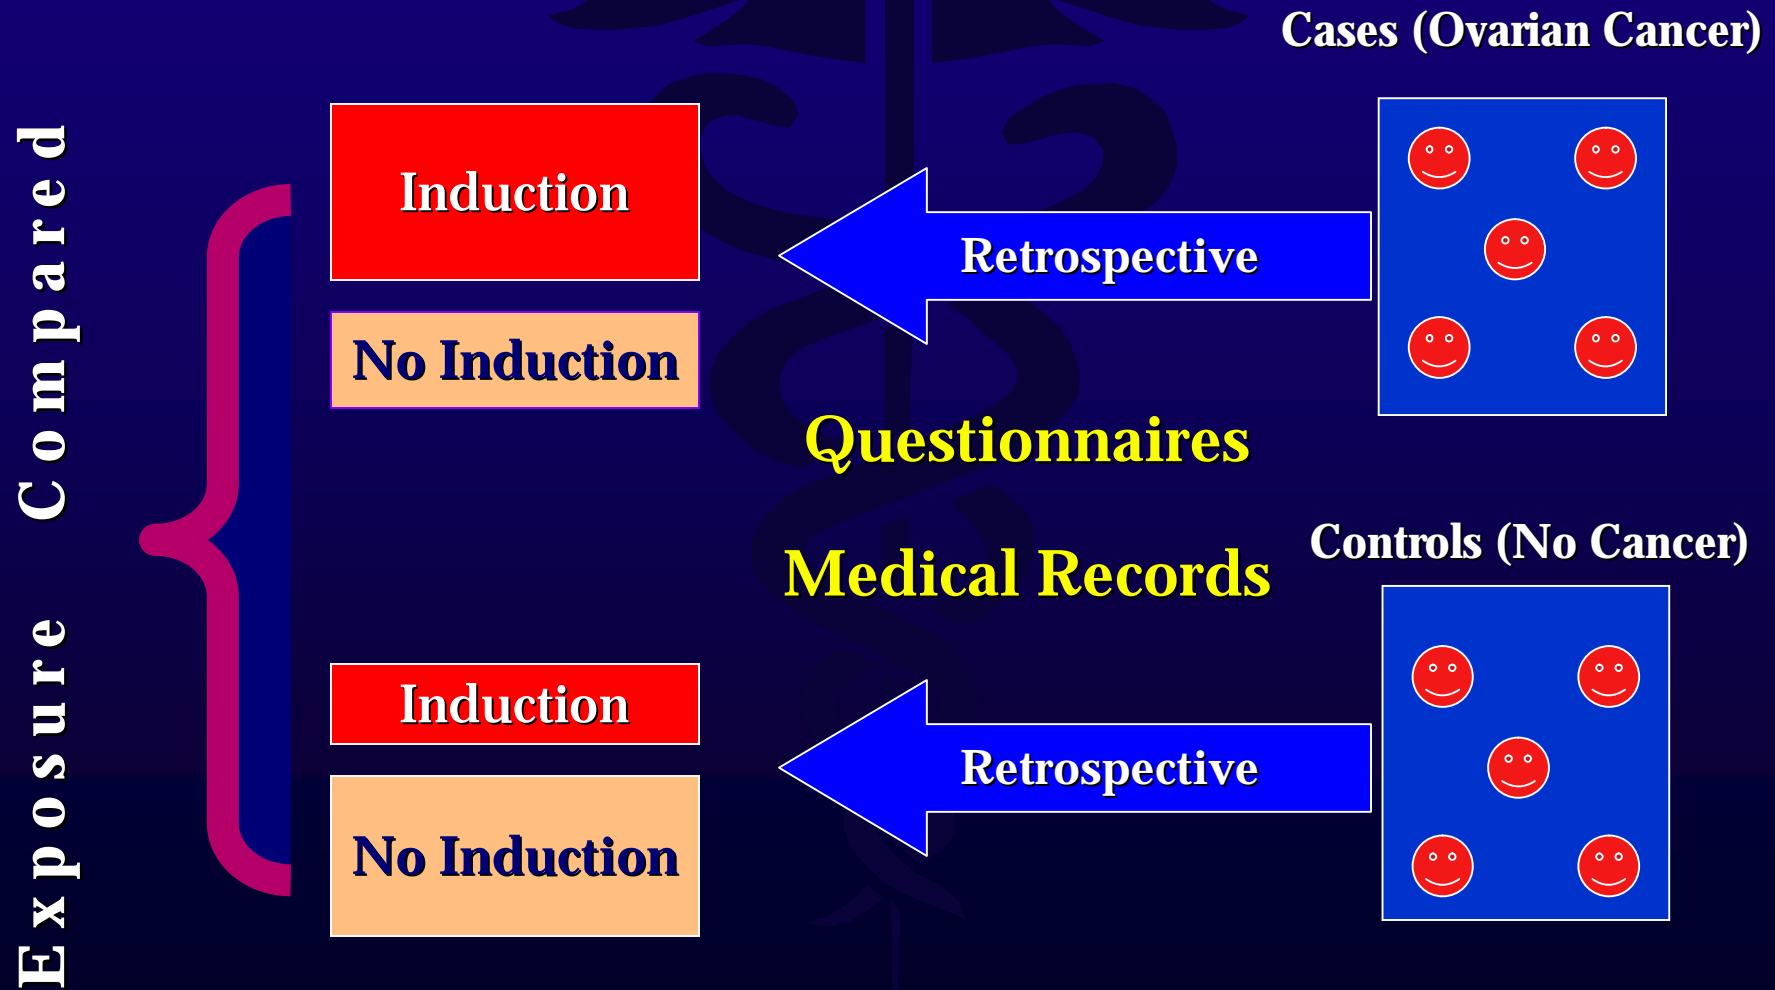 Cases (Ovarian Cancer)
Exposure Compared
Induction
Retrospective
No Induction
Questionnaires
Controls (No Cancer)
Medical Records
Induction
Retrospective
No Induction